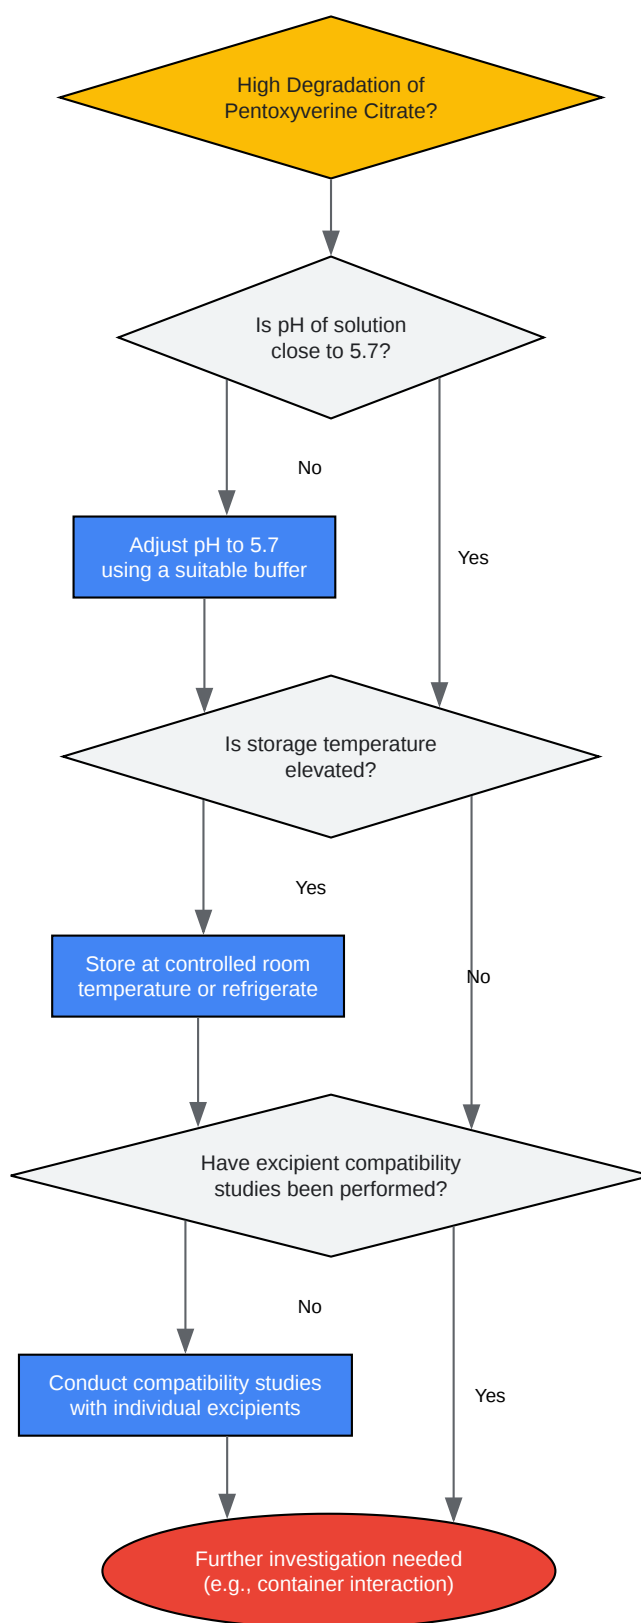 High Degradation of
Pentoxyverine Citrate?
Is pH of solution
close to 5.7?
No
Adjust pH to 5.7
using a suitable buffer
Yes
Is storage temperature
elevated?
Yes
Store at controlled room
temperature or refrigerate
No
Have excipient compatibility
studies been performed?
No
Conduct compatibility studies
with individual excipients
Yes
Further investigation needed
(e.g., container interaction)